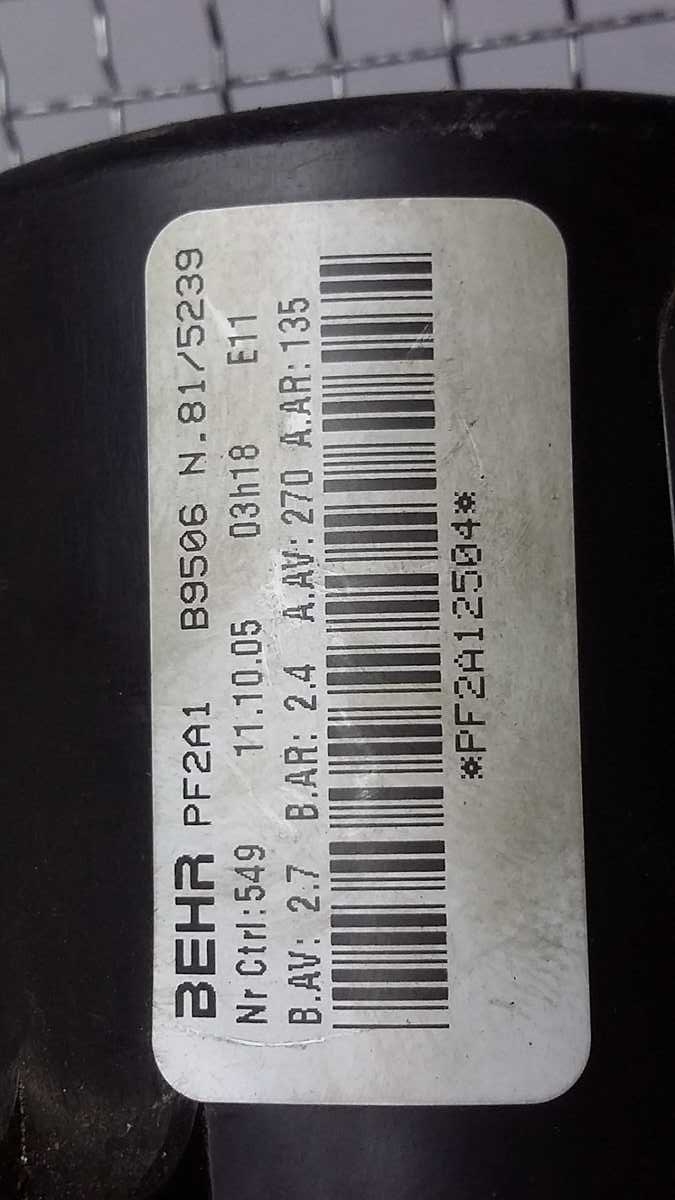 BEHR PF2A1 B9506 N.81/5239
Nr Ctrl:549 11.10.05 03h18 E11
B.AV: 2.7 B.AR: 2.4 A.AV: 270 A.AR: 135
*PF2A12504*